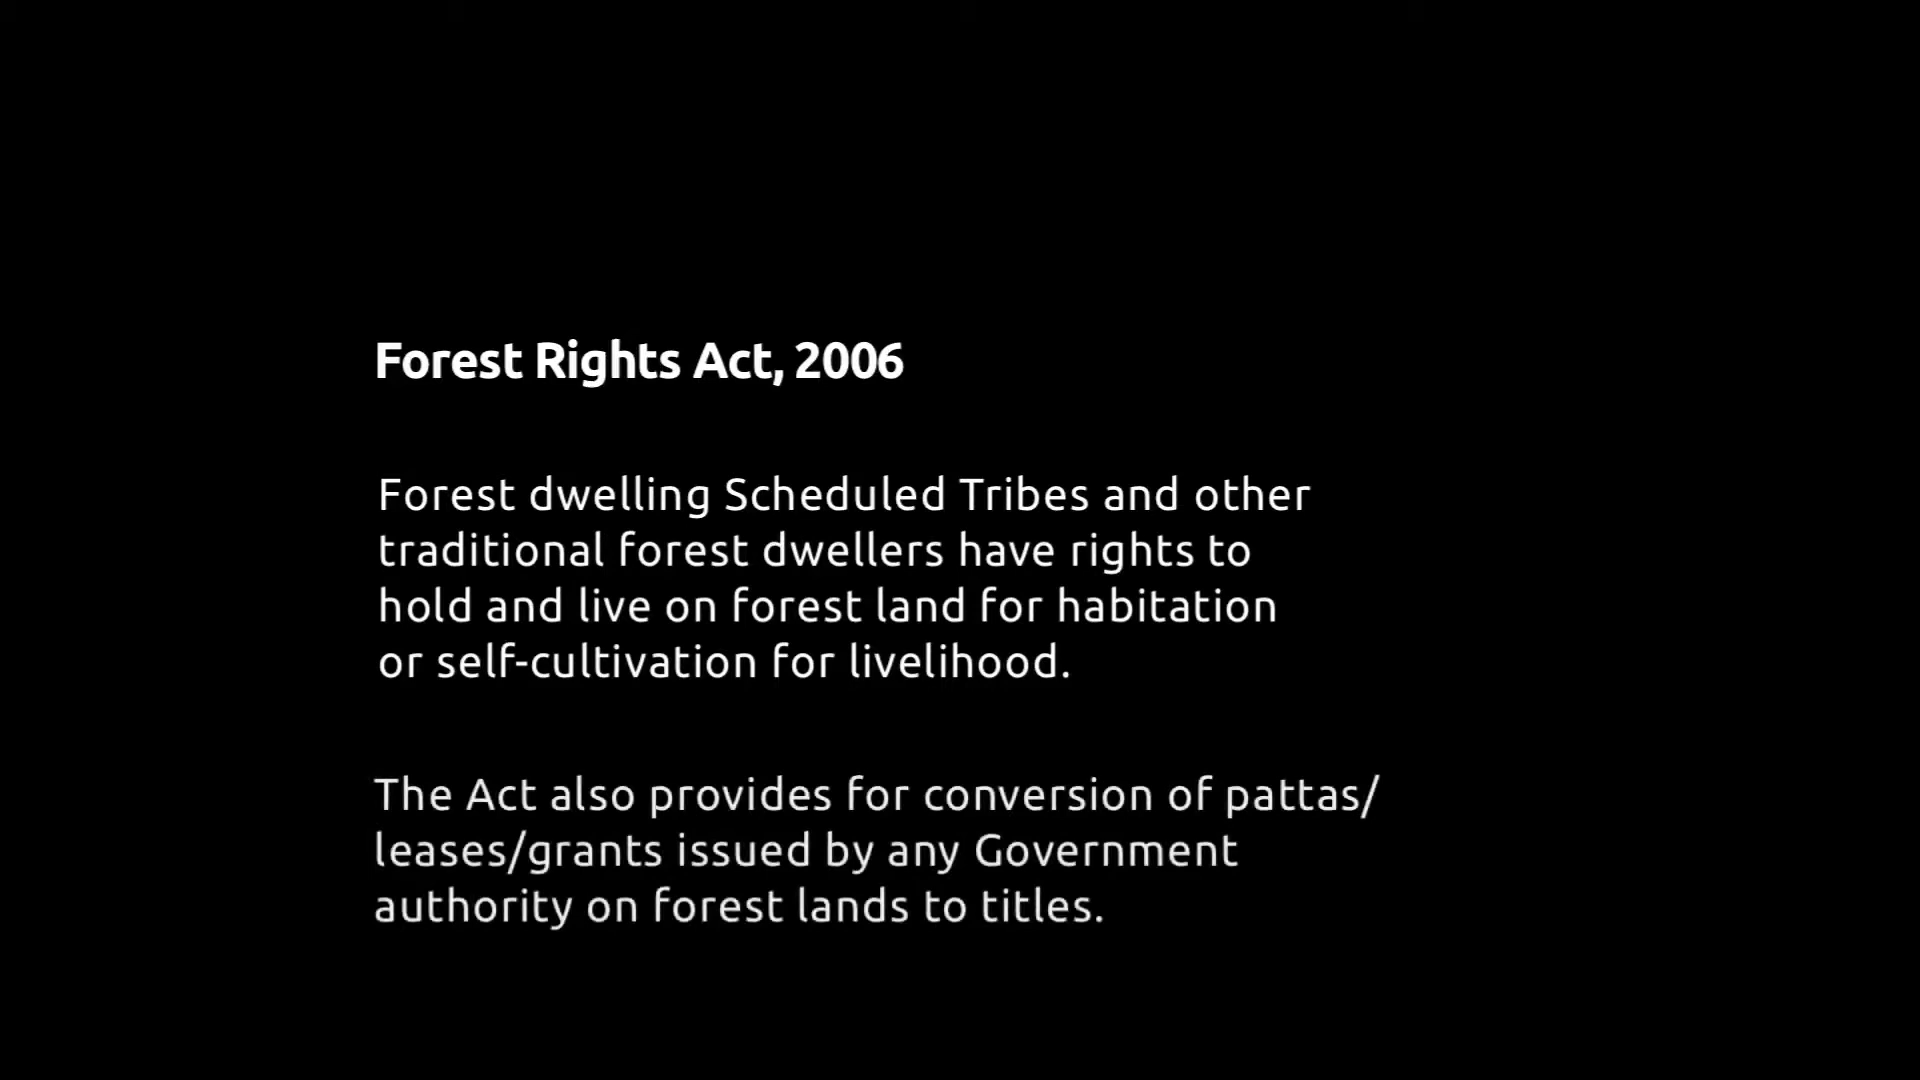 Forest Rights Act, 2006
Forest dwelling Scheduled Tribes and other
traditional forest dwellers have rights to
hold and live on forest land for habitation
or self-cultivation for livelihood.
The Act also provides for conversion of pattas/
leases/grants issued by any Government
authority on forest lands to titles.